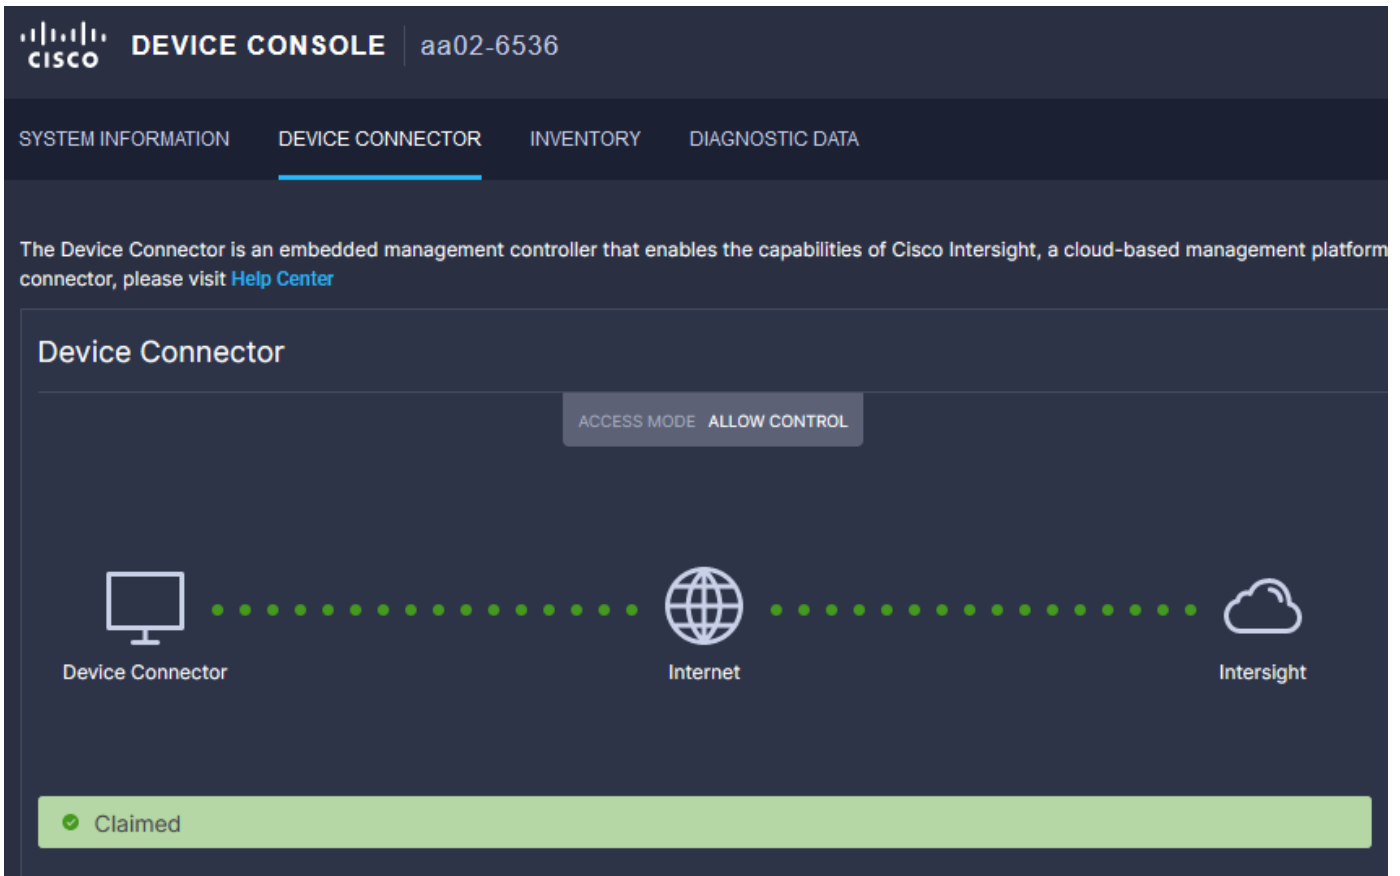 CISCO DEVICE CONSOLE aa02-6536
SYSTEM INFORMATION DEVICE CONNECTOR INVENTORY DIAGNOSTIC DATA
The Device Connector is an embedded management controller that enables the capabilities of Cisco Intersight, a cloud-based management platform
connector, please visit Help Center
Device Connector
ACCESS MODE ALLOW CONTROL
Device Connector Internet Intersight
Claimed